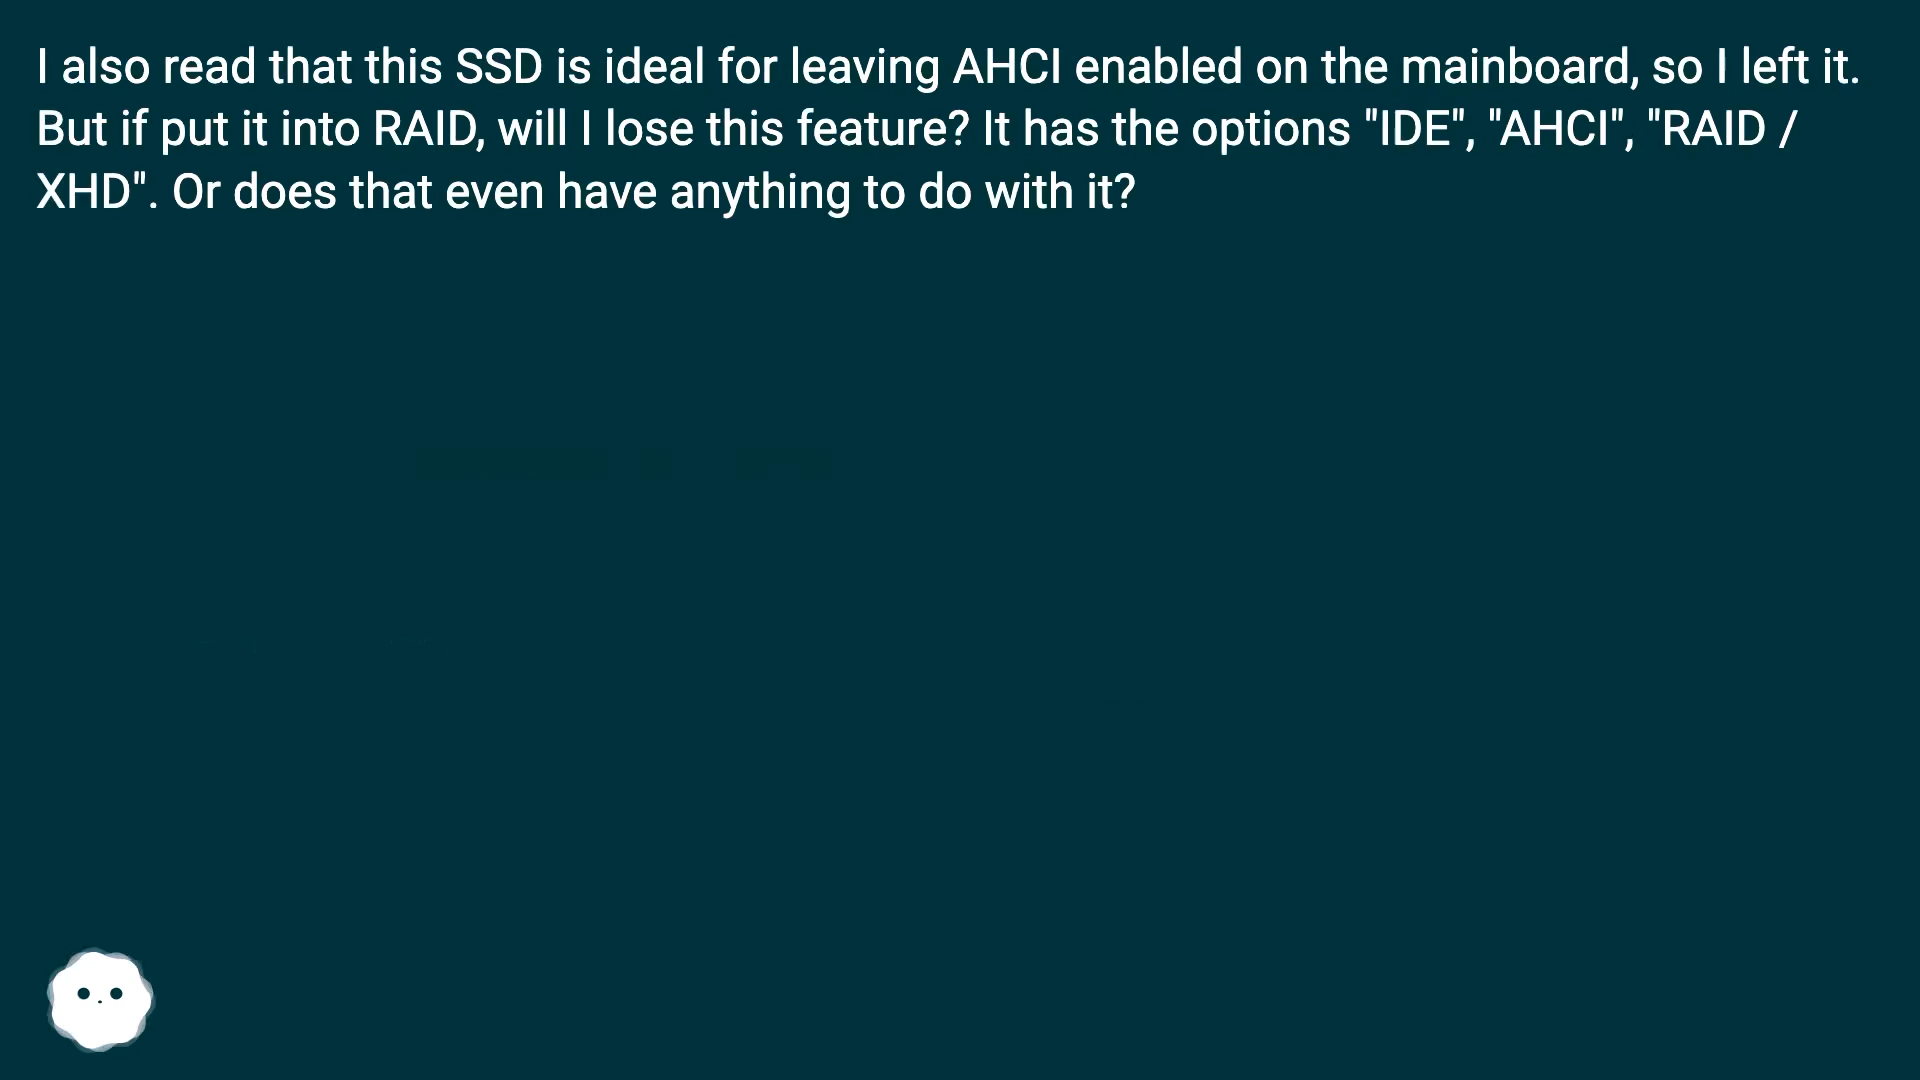 I also read that this SSD is ideal for leaving AHCI enabled on the mainboard, so I left it.
But if put it into RAID, will I lose this feature? It has the options "IDE", "AHCI", "RAID /
XHD". Or does that even have anything to do with it?